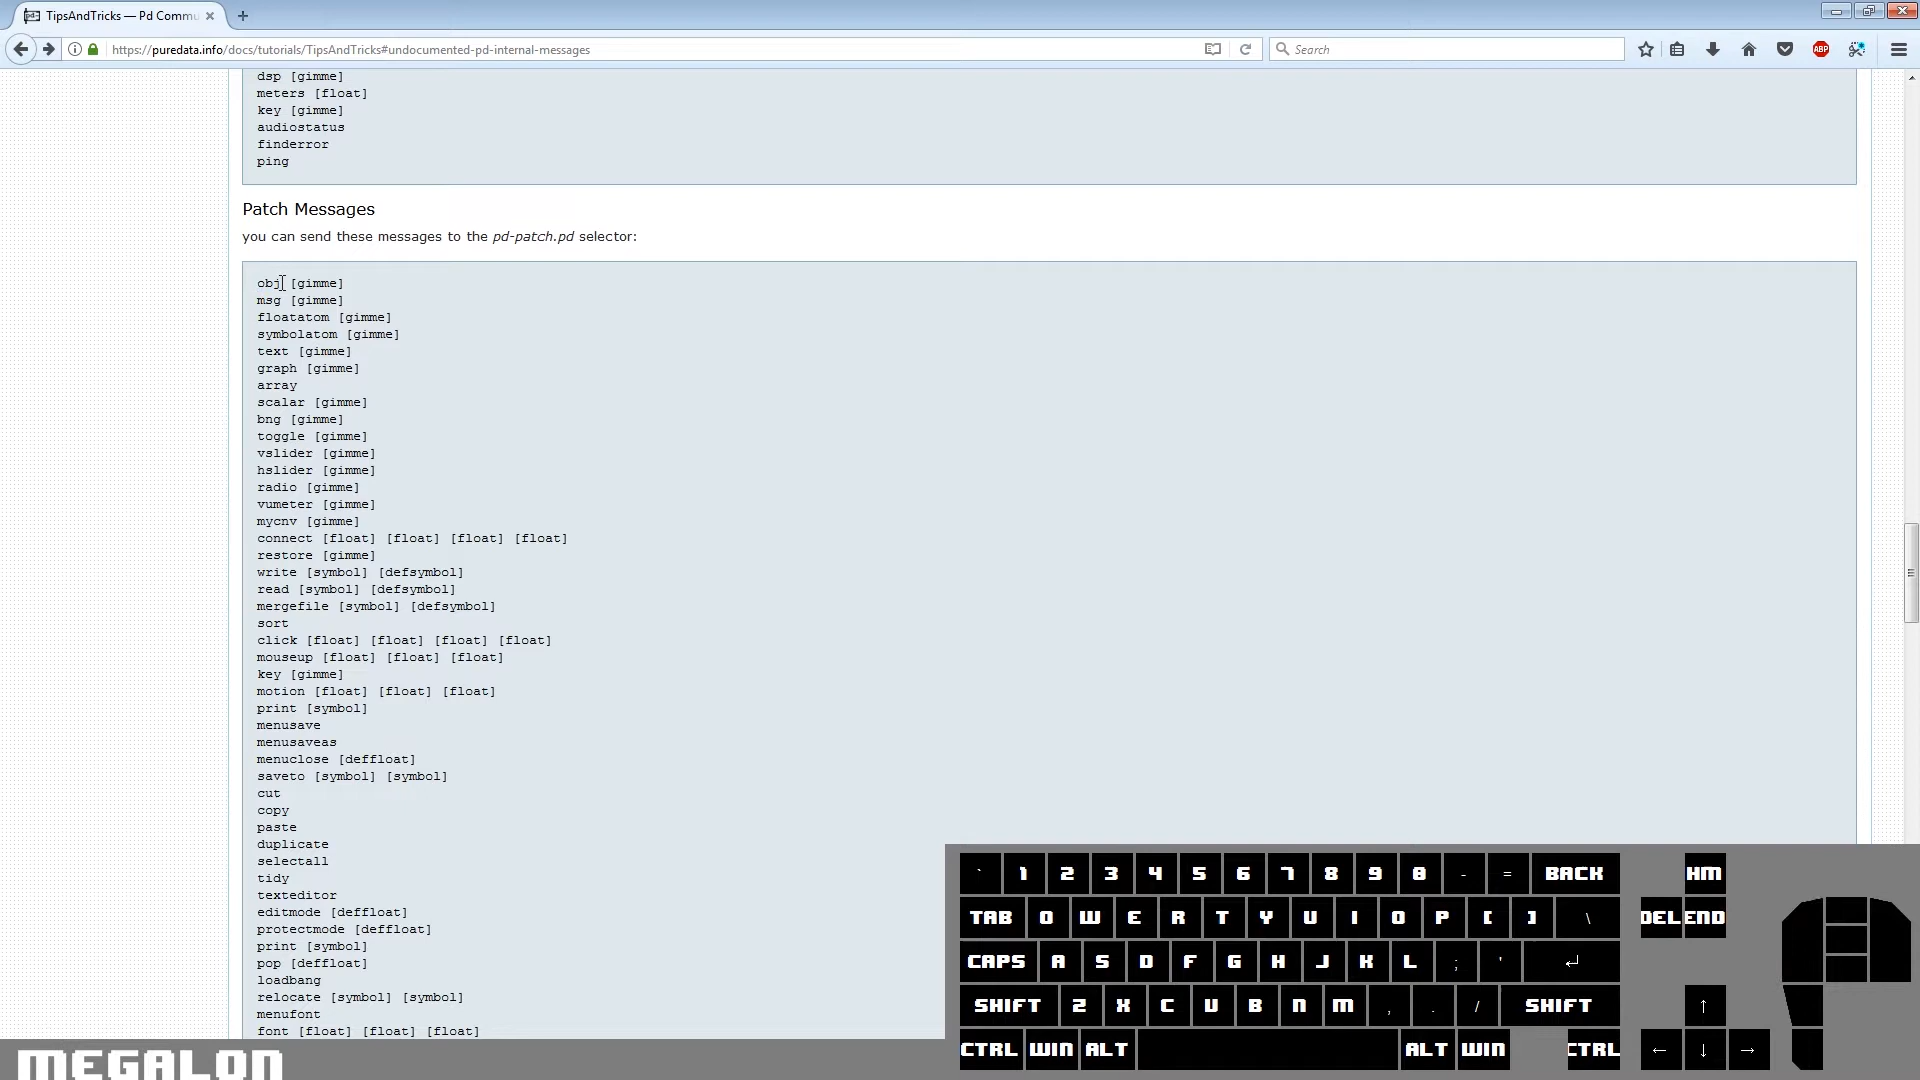 TipsAndTricks — Pd Commu
https://puredata.info/docs/tutorials/TipsAndTricks#undocumented-pd-internal-messages
Search
ABP
dsp [gimme]
meters [float]
key [gimme]
audiostatus
finderror
ping
Patch Messages
you can send these messages to the pd-patch.pd selector:
obj [gimme]
msg [gimme]
floatatom [gimme]
symbolatom [gimme]
text [gimme]
graph [gimme]
array
scalar [gimme]
bng [gimme]
toggle [gimme]
vslider [gimme]
hslider [gimme]
radio [gimme]
vumeter [gimme]
mycnv [gimme]
connect [float] [float] [float] [float]
restore [gimme]
write [symbol] [defsymbol]
read [symbol] [defsymbol]
mergefile [symbol] [defsymbol]
sort
click [float] [float] [float] [float]
mouseup [float] [float] [float]
key [gimme]
motion [float] [float] [float]
print [symbol]
menusave
menusaveas
menuclose [deffloat]
saveto [symbol] [symbol]
cut
copy
paste
duplicate
selectall
tidy
texteditor
editmode [deffloat]
protectmode [deffloat]
print [symbol]
pop [deffloat]
loadbang
relocate [symbol] [symbol]
menufont
font [float] [float] [float]
` 1 2 3 4 5 6 7 8 9 0 - = BACK HM
TAB Q W E R T Y U I O P [ ] \ DEL END
CAPS A S D F G H J K L ; ' ↵
SHIFT Z X C V B N M , . / SHIFT ↑
CTRL WIN ALT ALT WIN CTRL ← ↓ →
MEGALON